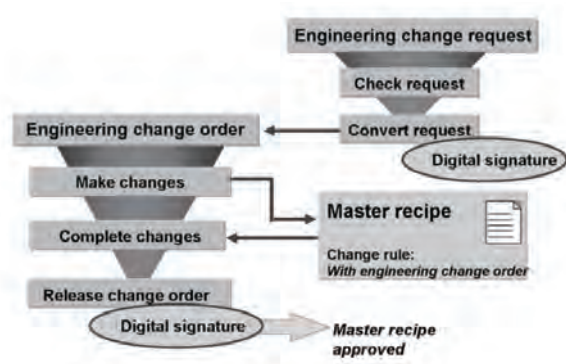 Engineering change request
Check request
Convert request
Digital signature
Engineering change order
Make changes
Complete changes
Release change order
Digital signature
Master recipe
Change rule:
With engineering change order
Master recipe
approved